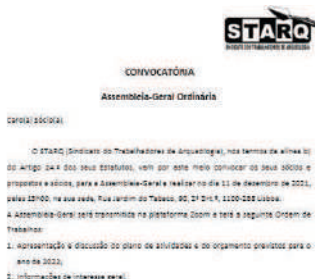 STARQ
SINDICATO DOS TRABALHADORES DE ARQUEOLOGIA
CONVOCATÓRIA
Assembleia-Geral Ordinária
Caro(a) sócio(a),
O STARQ (Sindicato do Trabalhadores de Arqueologia), nos termos da alínea b)
do Artigo 24.º dos seus Estatutos, vem por este meio convocar os seus sócios e
propostos a sócios, para a Assembleia-Geral a realizar no dia 11 de dezembro de 2021,
pelas 15h00, na sua sede, Rua Jardim do Tabaco, 90, 2º Dt.º, 1100-288 Lisboa.
A Assembleia-Geral será transmitida na plataforma Zoom e terá a seguinte Ordem de
Trabalhos:
1. Apresentação e discussão do plano de atividades e do orçamento previstos para o
ano de 2022;
2. Informações de interesse geral.